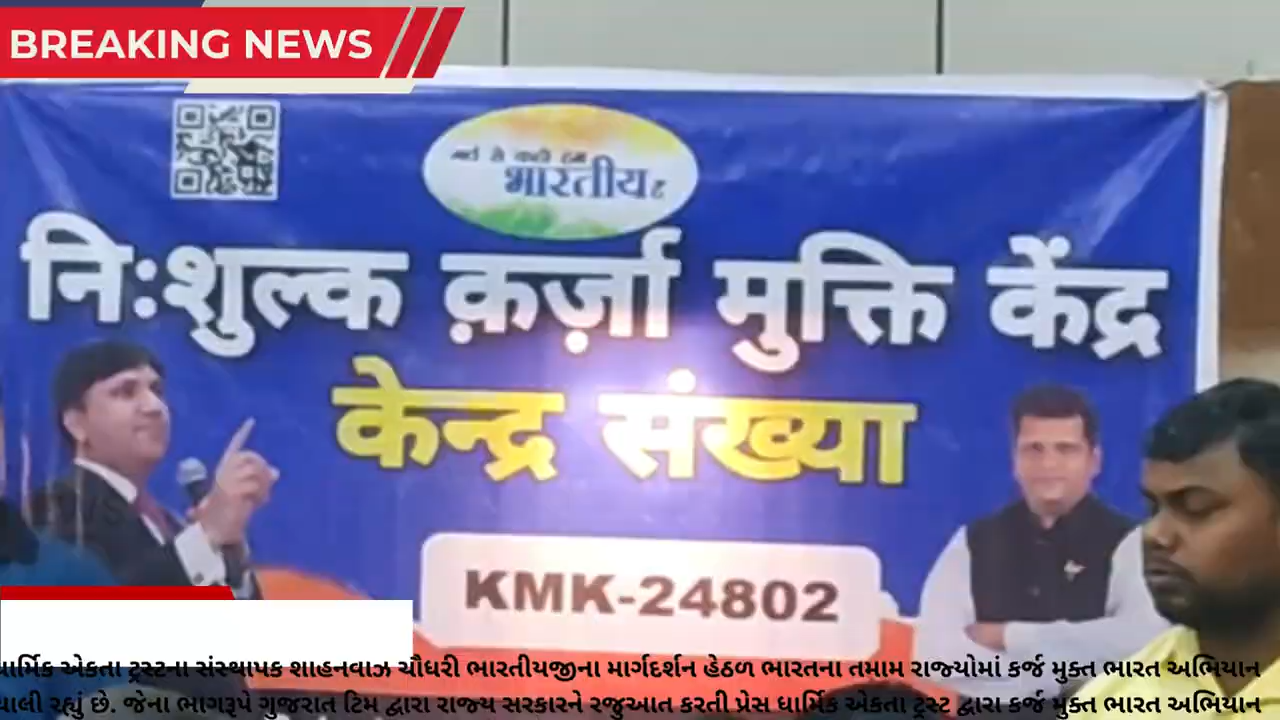 BREAKING NEWS
भारतीय
नि:शुल्क क़र्ज़ा मुक्ति केंद्र
केन्द्र संख्या
KMK-24802
ધાર્મિક એકતા ટ્રસ્ટના સંસ્થાપક શાહનવાઝ ચૌધરી ભારતીયજીના માર્ગદર્શન હેઠળ ભારતના તમામ રાજ્યોમાં કર્જ મુક્ત ભારત અભિયાન
ચાલી રહ્યું છે. જેના ભાગરૂપે ગુજરાત ટિમ દ્વારા રાજ્ય સરકારને રજુઆત કરતી પ્રેસ ધાર્મિક એકતા ટ્રસ્ટ દ્વારા કર્જ મુક્ત ભારત અભિયાન